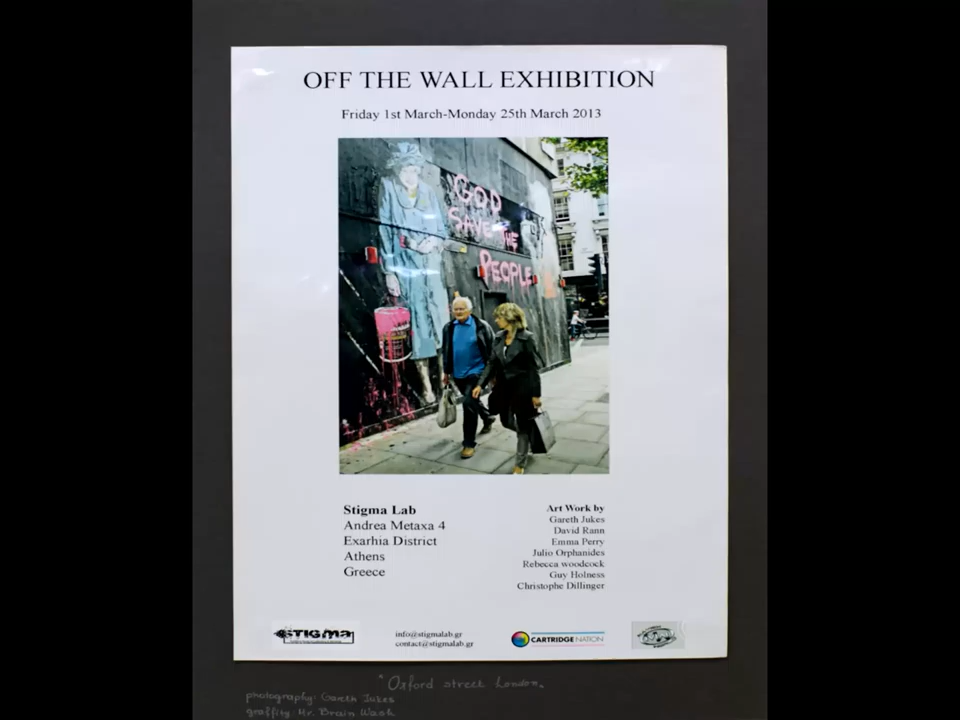 OFF THE WALL EXHIBITION
Friday 1st March-Monday 25th March 2013
GOD
SAVE THE
PEOPLE
Stigma Lab
Andrea Metaxa 4
Exarhia District
Athens
Greece
Art Work by
Gareth Jukes
David Rann
Emma Perry
Julio Orphanides
Rebecca woodcock
Guy Holness
Christophe Dillinger
STIGMA
info@stigmalab.gr
contact@stigmalab.gr
CARTRIDGE NATION
"Oxford street London"
photography: Gareth Jukes
graffity: Mr. Brain Wash